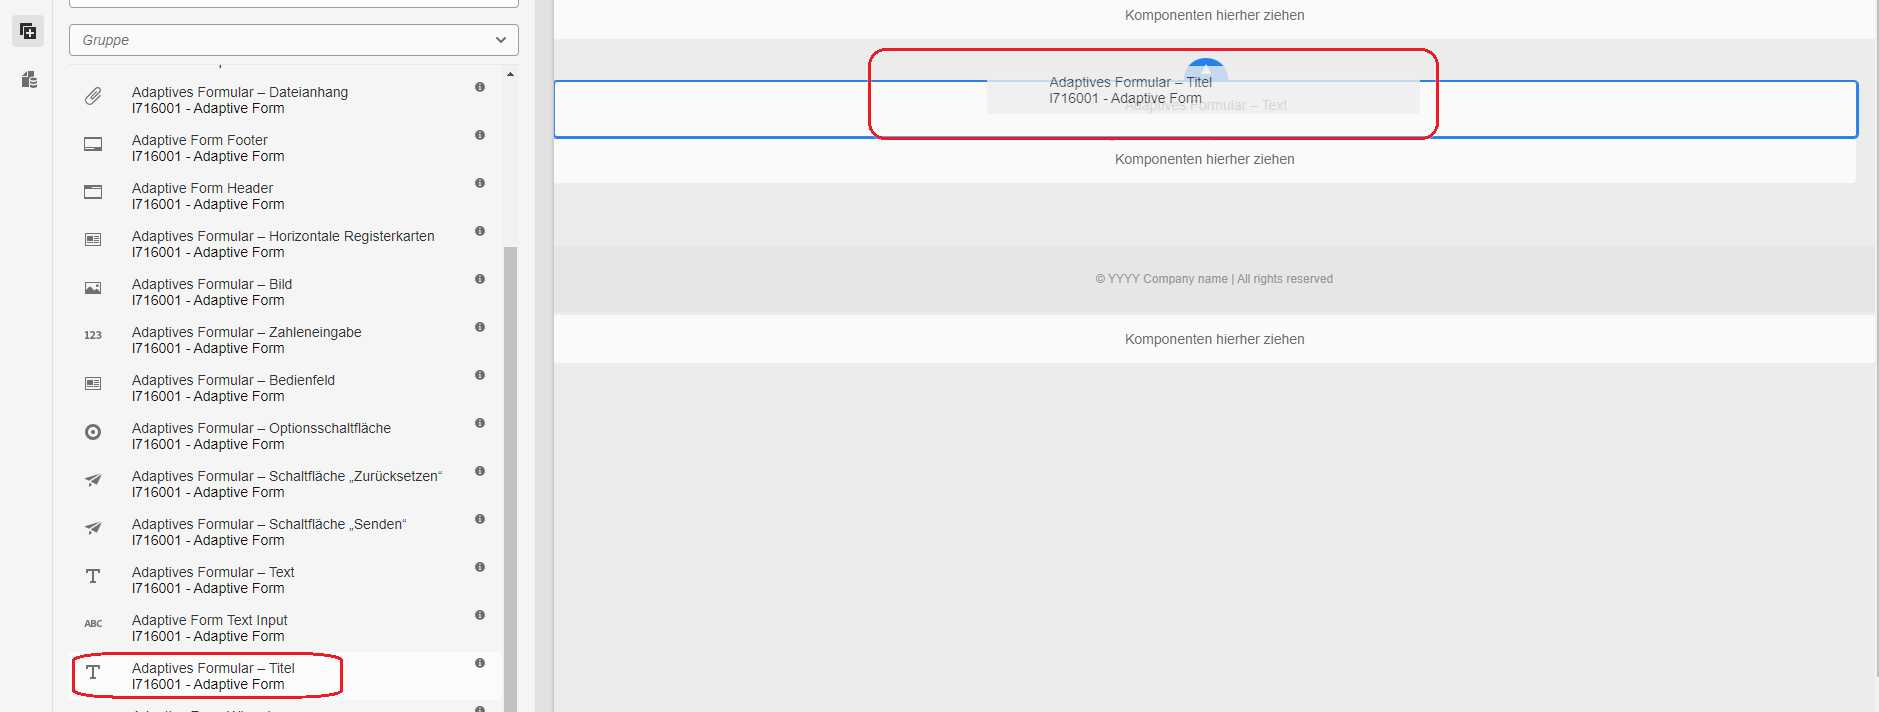 Gruppe
Adaptives Formular – Dateianhang
I716001 - Adaptive Form
Adaptive Form Footer
I716001 - Adaptive Form
Adaptive Form Header
I716001 - Adaptive Form
Adaptives Formular – Horizontale Registerkarten
I716001 - Adaptive Form
Adaptives Formular – Bild
I716001 - Adaptive Form
123
Adaptives Formular – Zahleneingabe
I716001 - Adaptive Form
Adaptives Formular – Bedienfeld
I716001 - Adaptive Form
Adaptives Formular – Optionsschaltfläche
I716001 - Adaptive Form
Adaptives Formular – Schaltfläche „Zurücksetzen“
I716001 - Adaptive Form
Adaptives Formular – Schaltfläche „Senden“
I716001 - Adaptive Form
Adaptives Formular – Text
I716001 - Adaptive Form
ABC
Adaptive Form Text Input
I716001 - Adaptive Form
Adaptives Formular – Titel
I716001 - Adaptive Form
Komponenten hierher ziehen
Adaptives Formular – Titel
I716001 - Adaptive Form
Adaptives Formular – Text
Komponenten hierher ziehen
© YYYY Company name | All rights reserved
Komponenten hierher ziehen